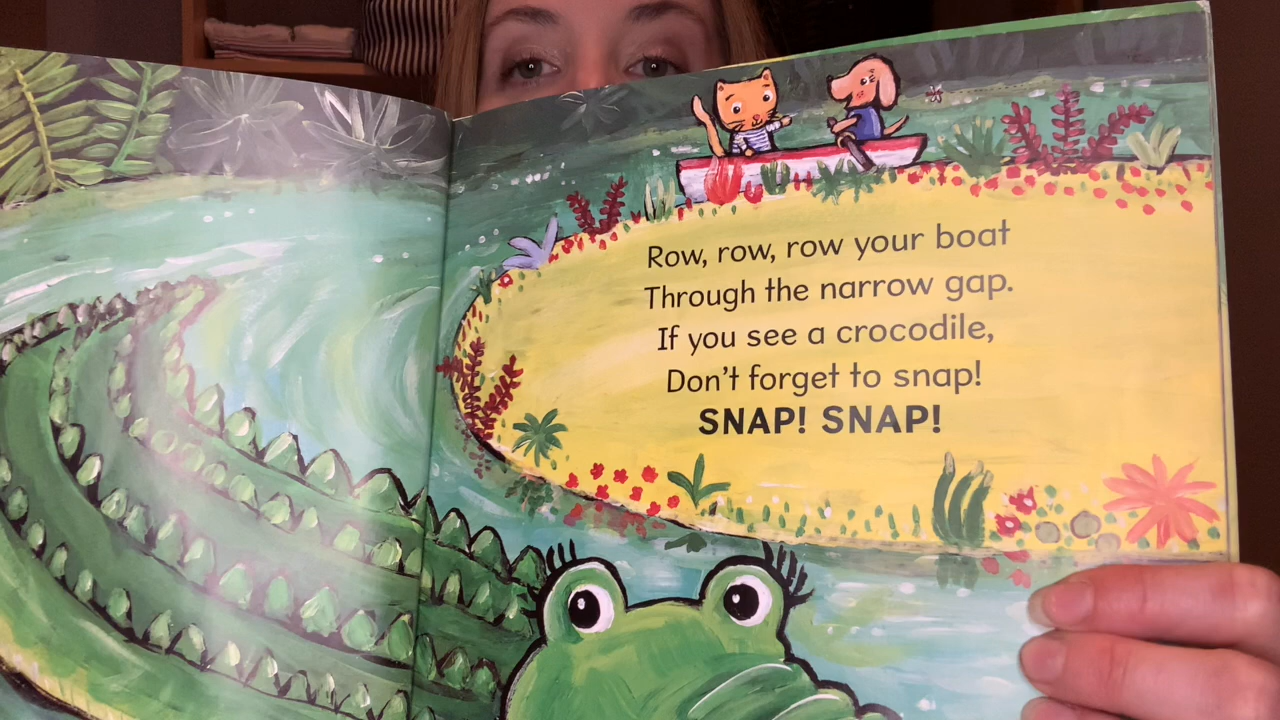 Row, row, row your boat
Through the narrow gap.
If you see a crocodile,
Don't forget to snap!
SNAP! SNAP!